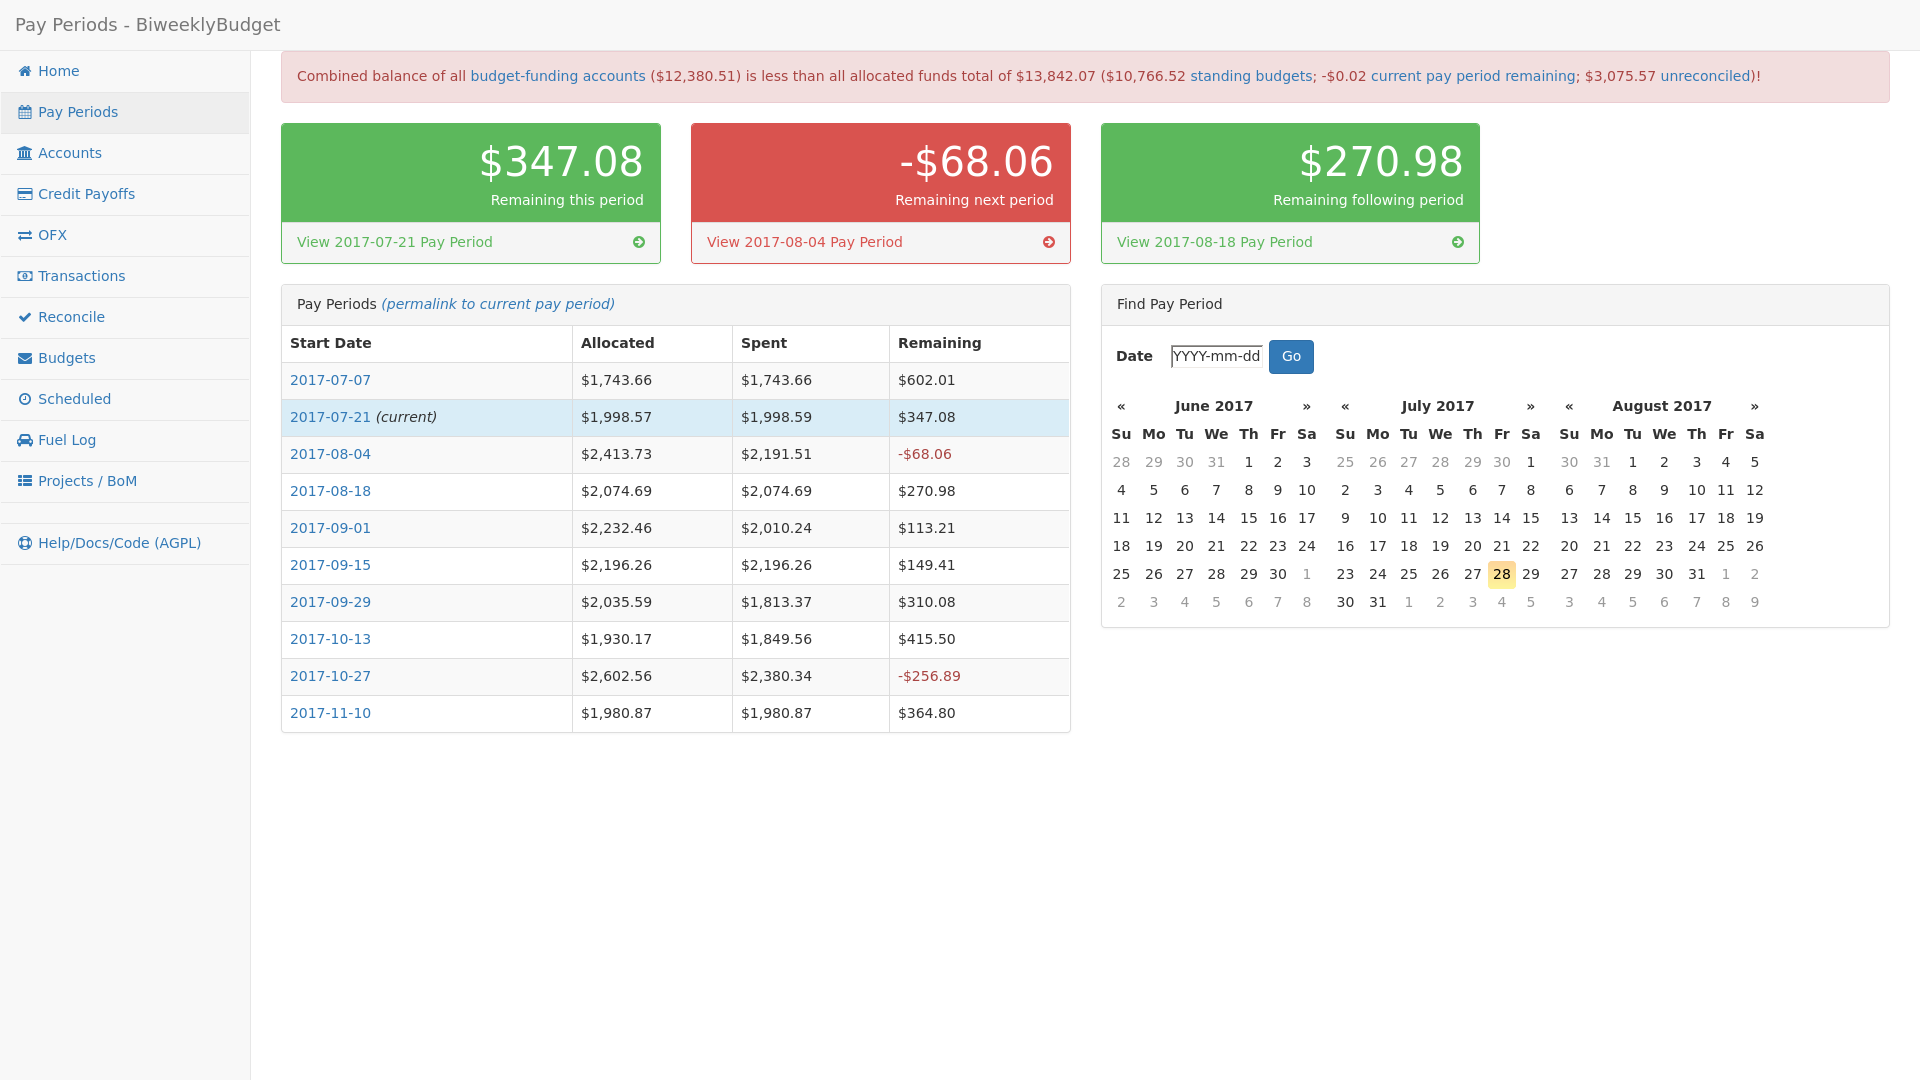 Pay Periods - BiweeklyBudget
Home
Pay Periods
Accounts
Credit Payoffs
OFX
Transactions
Reconcile
Budgets
Scheduled
Fuel Log
Projects / BoM
Help/Docs/Code (AGPL)
Combined balance of all budget-funding accounts ($12,380.51) is less than all allocated funds total of $13,842.07 ($10,766.52 standing budgets; -$0.02 current pay period remaining; $3,075.57 unreconciled)!
$347.08
Remaining this period
View 2017-07-21 Pay Period
-$68.06
Remaining next period
View 2017-08-04 Pay Period
$270.98
Remaining following period
View 2017-08-18 Pay Period
Pay Periods (permalink to current pay period)
Start Date Allocated Spent Remaining
2017-07-07 $1,743.66 $1,743.66 $602.01
2017-07-21 (current) $1,998.57 $1,998.59 $347.08
2017-08-04 $2,413.73 $2,191.51 -$68.06
2017-08-18 $2,074.69 $2,074.69 $270.98
2017-09-01 $2,232.46 $2,010.24 $113.21
2017-09-15 $2,196.26 $2,196.26 $149.41
2017-09-29 $2,035.59 $1,813.37 $310.08
2017-10-13 $1,930.17 $1,849.56 $415.50
2017-10-27 $2,602.56 $2,380.34 -$256.89
2017-11-10 $1,980.87 $1,980.87 $364.80
Find Pay Period
Date YYYY-mm-dd Go
« June 2017 »
Su Mo Tu We Th Fr Sa
28 29 30 31 1 2 3
4 5 6 7 8 9 10
11 12 13 14 15 16 17
18 19 20 21 22 23 24
25 26 27 28 29 30 1
2 3 4 5 6 7 8
« July 2017 »
Su Mo Tu We Th Fr Sa
25 26 27 28 29 30 1
2 3 4 5 6 7 8
9 10 11 12 13 14 15
16 17 18 19 20 21 22
23 24 25 26 27 28 29
30 31 1 2 3 4 5
« August 2017 »
Su Mo Tu We Th Fr Sa
30 31 1 2 3 4 5
6 7 8 9 10 11 12
13 14 15 16 17 18 19
20 21 22 23 24 25 26
27 28 29 30 31 1 2
3 4 5 6 7 8 9